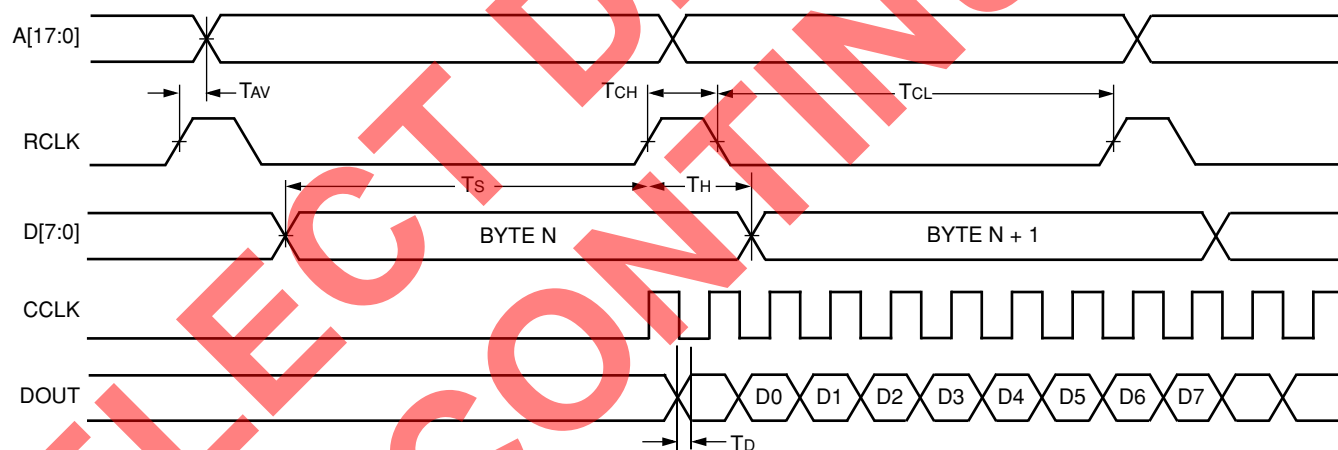 A[17:0]
TAV
TCH
TCL
RCLK
TS
TH
D[7:0]
BYTE N
BYTE N + 1
CCLK
DOUT
D0 D1 D2 D3 D4 D5 D6 D7
TD